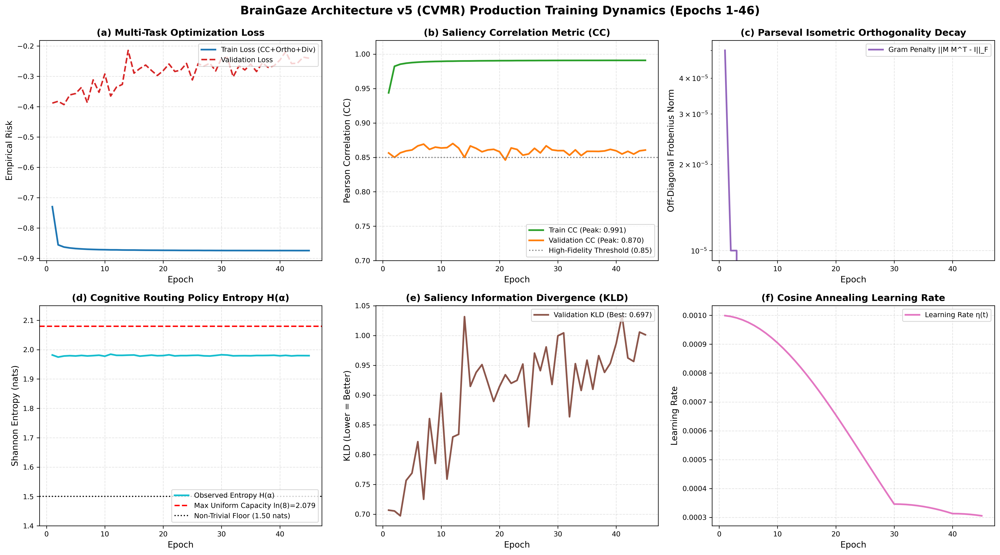 BrainGaze Architecture v5 (CVMR) Production Training Dynamics (Epochs 1-46)
(a) Multi-Task Optimization Loss
Empirical Risk
−0.2
−0.3
−0.4
−0.5
−0.6
−0.7
−0.8
−0.9
Train Loss (CC+Ortho+Div)
Validation Loss
0 10 20 30 40
Epoch
(b) Saliency Correlation Metric (CC)
Pearson Correlation (CC)
1.00
0.95
0.90
0.85
0.80
0.75
0.70
Train CC (Peak: 0.991)
Validation CC (Peak: 0.870)
High-Fidelity Threshold (0.85)
0 10 20 30 40
Epoch
(c) Parseval Isometric Orthogonality Decay
Off-Diagonal Frobenius Norm
Gram Penalty ||M M^T - I||_F
4 × 10⁻⁵
3 × 10⁻⁵
2 × 10⁻⁵
10⁻⁵
0 10 20 30 40
Epoch
(d) Cognitive Routing Policy Entropy H(α)
Shannon Entropy (nats)
2.1
2.0
1.9
1.8
1.7
1.6
1.5
1.4
Observed Entropy H(α)
Max Uniform Capacity ln(8)=2.079
Non-Trivial Floor (1.50 nats)
0 10 20 30 40
Epoch
(e) Saliency Information Divergence (KLD)
KLD (Lower = Better)
1.05
1.00
0.95
0.90
0.85
0.80
0.75
0.70
Validation KLD (Best: 0.697)
0 10 20 30 40
Epoch
(f) Cosine Annealing Learning Rate
Learning Rate
0.0010
0.0009
0.0008
0.0007
0.0006
0.0005
0.0004
0.0003
Learning Rate η(t)
0 10 20 30 40
Epoch